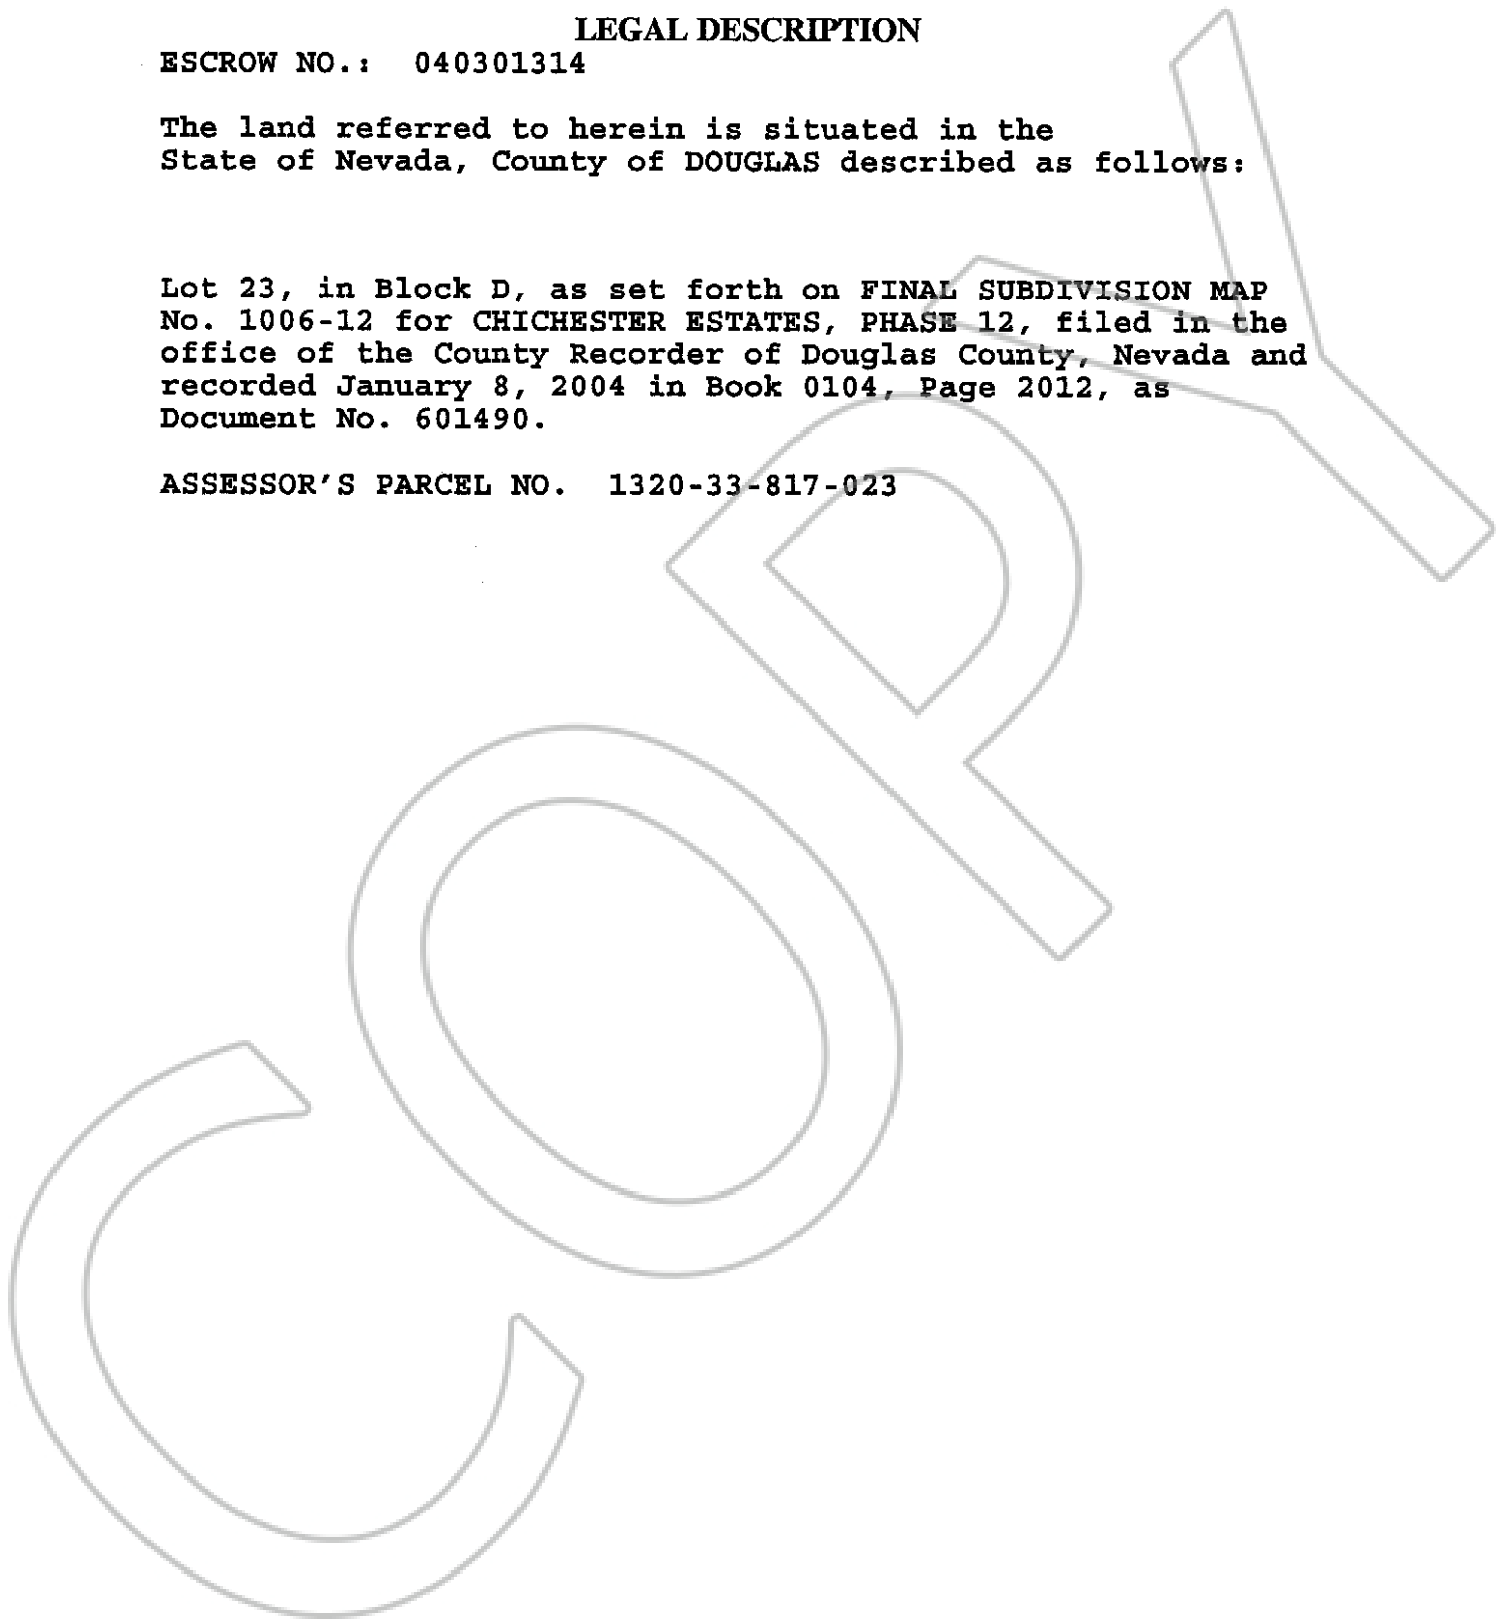 LEGAL DESCRIPTION
ESCROW NO.: 040301314
The land referred to herein is situated in the
State of Nevada, County of DOUGLAS described as follows:
Lot 23, in Block D, as set forth on FINAL SUBDIVISION MAP
No. 1006-12 for CHICHESTER ESTATES, PHASE 12, filed in the
office of the County Recorder of Douglas County, Nevada and
recorded January 8, 2004 in Book 0104, Page 2012, as
Document No. 601490.
ASSESSOR'S PARCEL NO. 1320-33-817-023
COPY